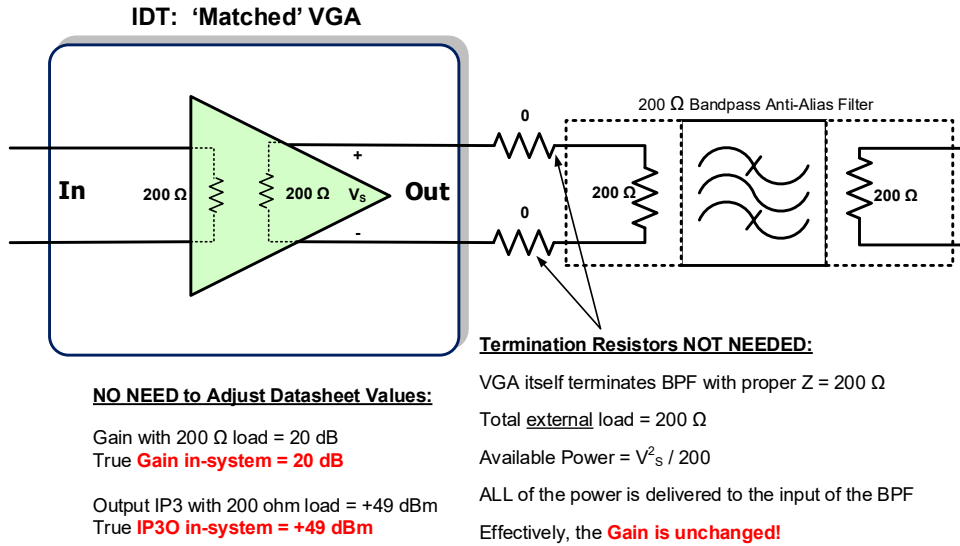 IDT:  ‘Matched’ VGA
200 Ω Bandpass Anti-Alias Filter
0
+
In
200 Ω
200 Ω
Vs
Out
200 Ω
200 Ω
0
-
Termination Resistors NOT NEEDED:
VGA itself terminates BPF with proper Z = 200 Ω
Total external load = 200 Ω
Available Power = V²s / 200
ALL of the power is delivered to the input of the BPF
Effectively, the Gain is unchanged!
NO NEED to Adjust Datasheet Values:
Gain with 200 Ω load = 20 dB
True Gain in-system = 20 dB
Output IP3 with 200 ohm load = +49 dBm
True IP3O in-system = +49 dBm